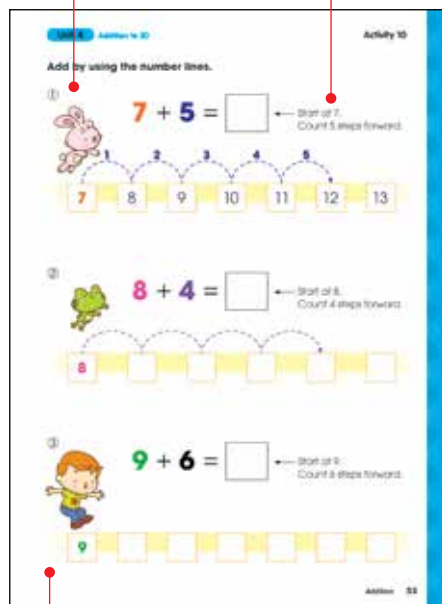 Unit 4 Addition to 20 Activity 10
Add by using the number lines.
①
7 + 5 =
Start at 7.
Count 5 steps forward.
1 2 3 4 5
7 8 9 10 11 12 13
②
8 + 4 =
Start at 8.
Count 4 steps forward.
8
③
9 + 6 =
Start at 9.
Count 6 steps forward.
9
Addition 53